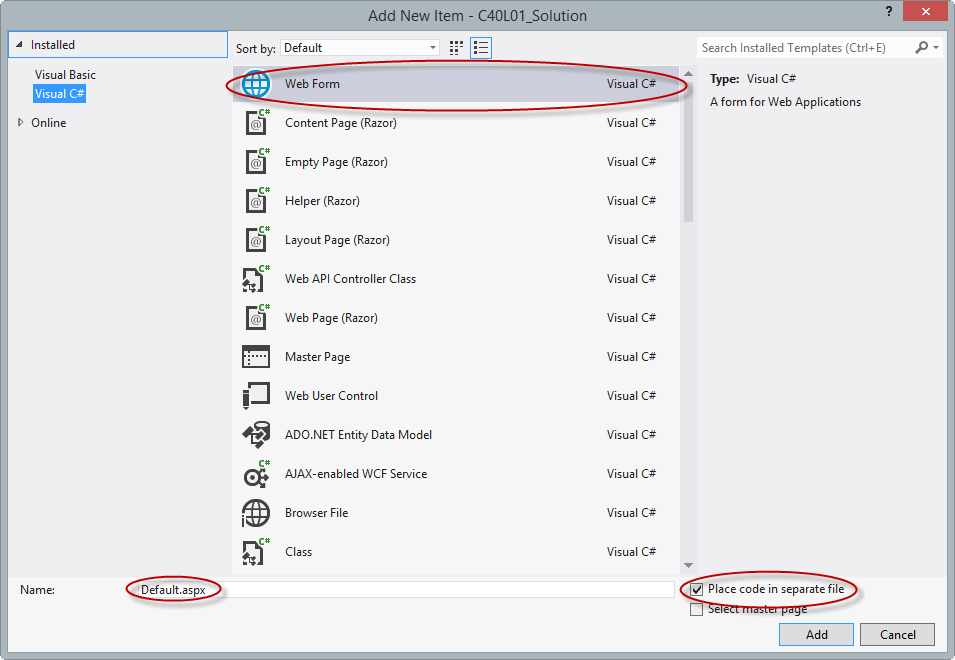 Add New Item - C40L01_Solution
? ×
Installed
Visual Basic
Visual C#
Online
Sort by: Default
Search Installed Templates (Ctrl+E)
Web Form Visual C#
C# @ Content Page (Razor) Visual C#
C# @ Empty Page (Razor) Visual C#
C# @ Helper (Razor) Visual C#
C# @ Layout Page (Razor) Visual C#
C# Web API Controller Class Visual C#
C# @ Web Page (Razor) Visual C#
Master Page Visual C#
Web User Control Visual C#
ADO.NET Entity Data Model Visual C#
C# AJAX-enabled WCF Service Visual C#
Browser File Visual C#
C# Class Visual C#
Type: Visual C#
A form for Web Applications
Name: Default.aspx
Place code in separate file
Select master page
Add Cancel